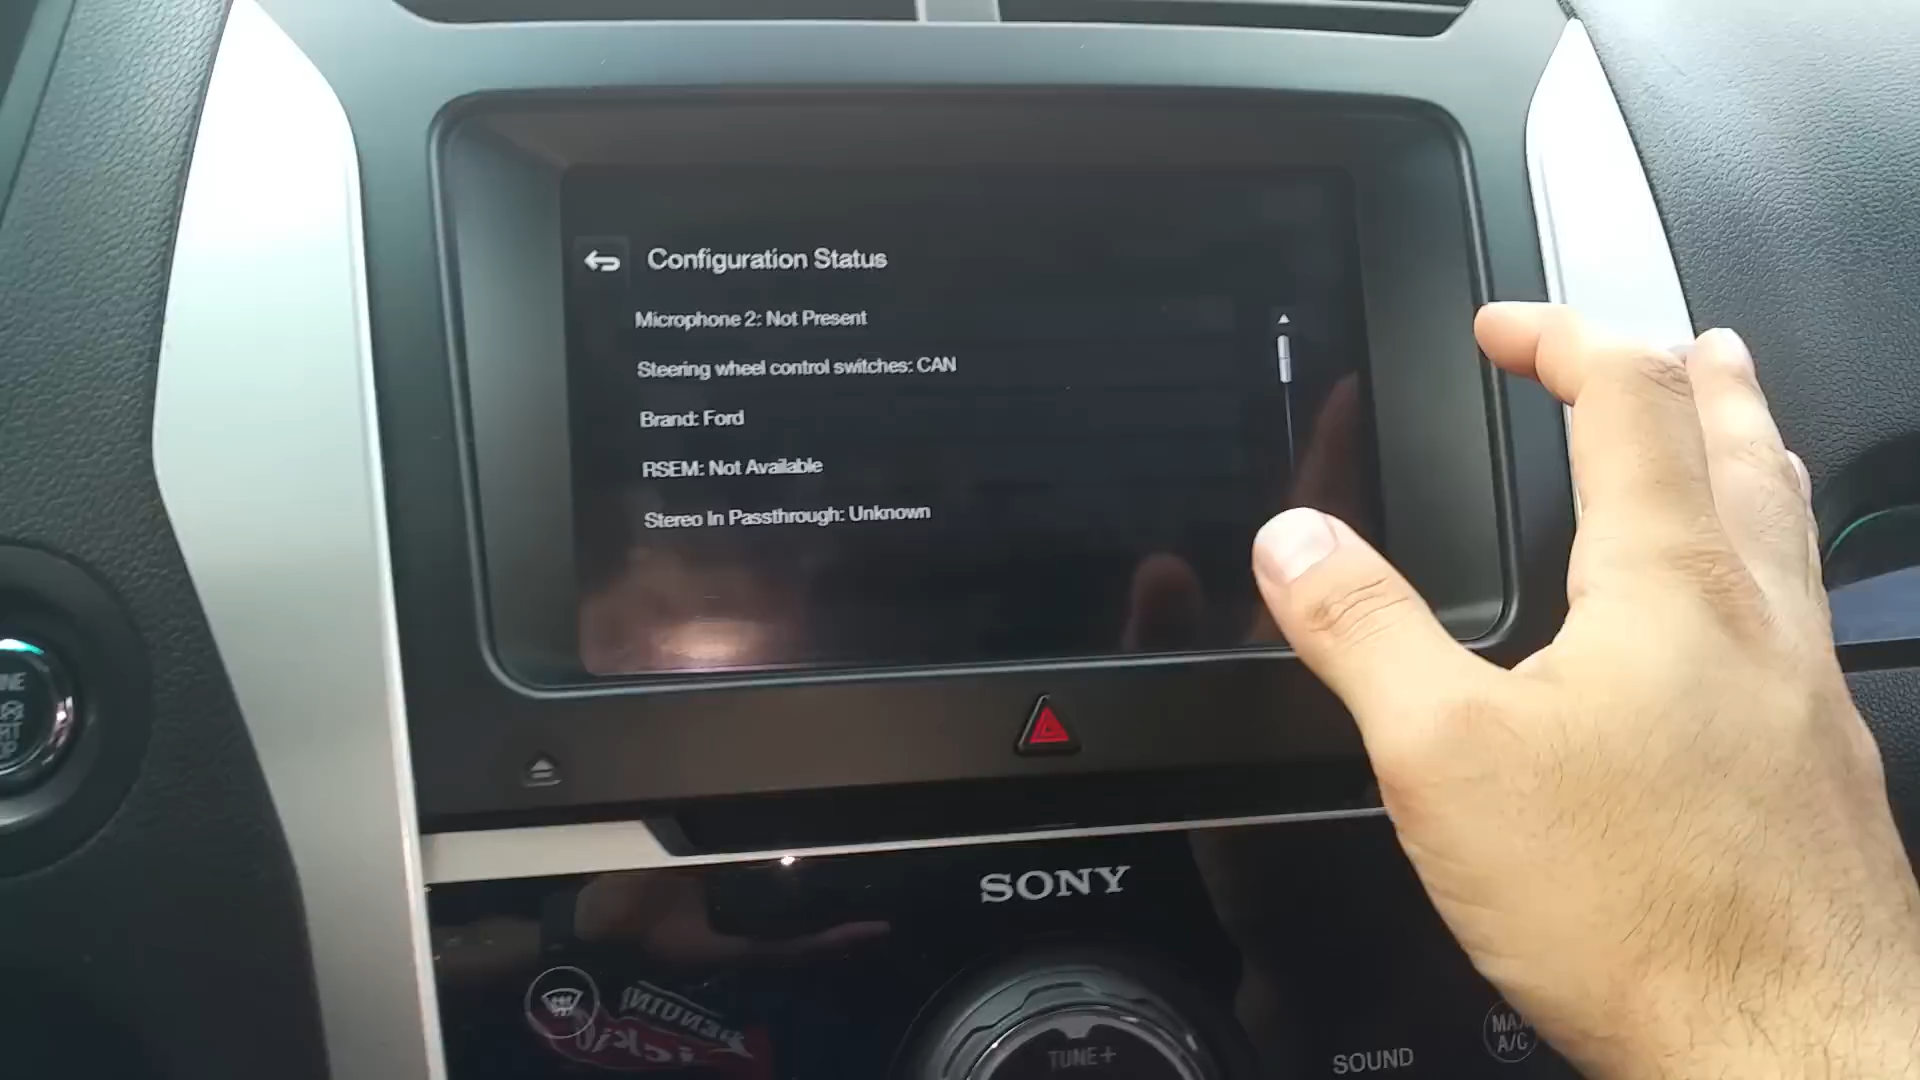 Configuration Status
Microphone 2: Not Present
Steering wheel control switches: CAN
Brand: Ford
RSEM: Not Available
Stereo In Passthrough: Unknown
SONY
TUNE+
SOUND
MAX
A/C